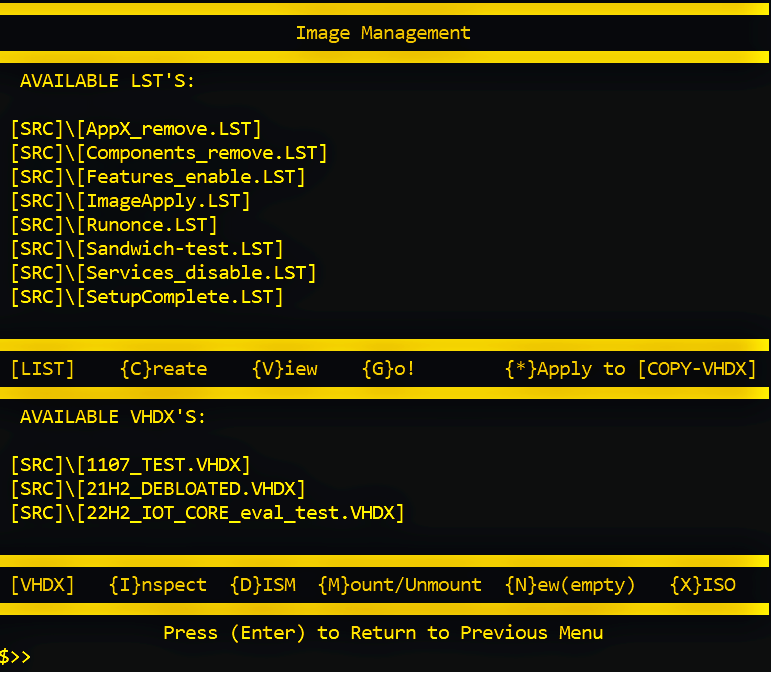 Image Management
AVAILABLE LST'S:
[SRC]\[AppX_remove.LST]
[SRC]\[Components_remove.LST]
[SRC]\[Features_enable.LST]
[SRC]\[ImageApply.LST]
[SRC]\[Runonce.LST]
[SRC]\[Sandwich-test.LST]
[SRC]\[Services_disable.LST]
[SRC]\[SetupComplete.LST]
[LIST] {C}reate {V}iew {G}o! {*}Apply to [COPY-VHDX]
AVAILABLE VHDX'S:
[SRC]\[1107_TEST.VHDX]
[SRC]\[21H2_DEBLOATED.VHDX]
[SRC]\[22H2_IOT_CORE_eval_test.VHDX]
[VHDX] {I}nspect {D}ISM {M}ount/Unmount {N}ew(empty) {X}ISO
Press (Enter) to Return to Previous Menu
$>>